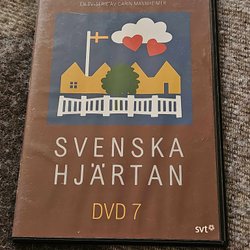 EN TV-SERIE AV CARIN MANNHEIMER
SVENSKA
HJÄRTAN
DVD 7
svt